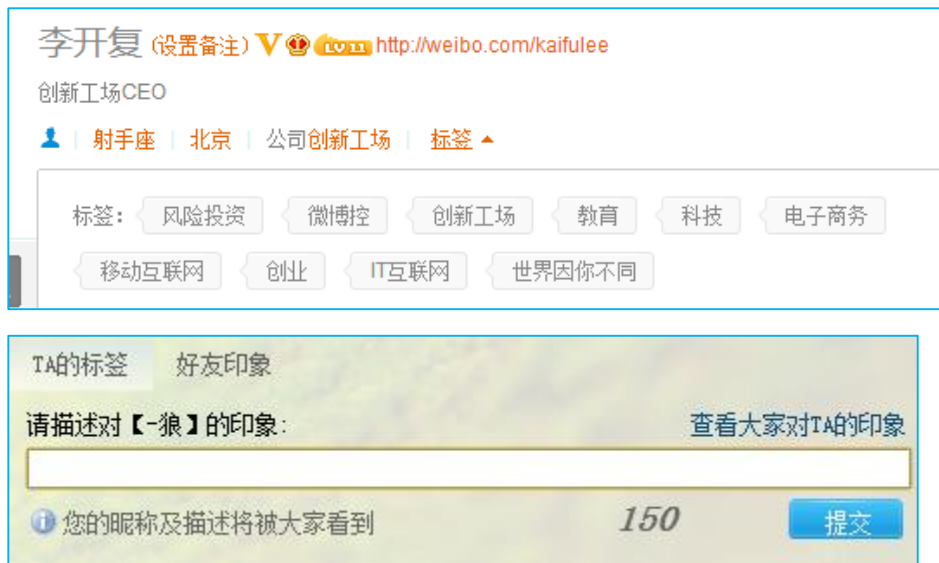 李开复 (设置备注) V LV11 http://weibo.com/kaifulee
创新工场CEO
射手座 | 北京 | 公司创新工场 | 标签
标签: 风险投资 微博控 创新工场 教育 科技 电子商务
移动互联网 创业 IT互联网 世界因你不同
TA的标签 好友印象
请描述对【-狼】的印象: 查看大家对TA的印象
您的昵称及描述将被大家看到 150 提交